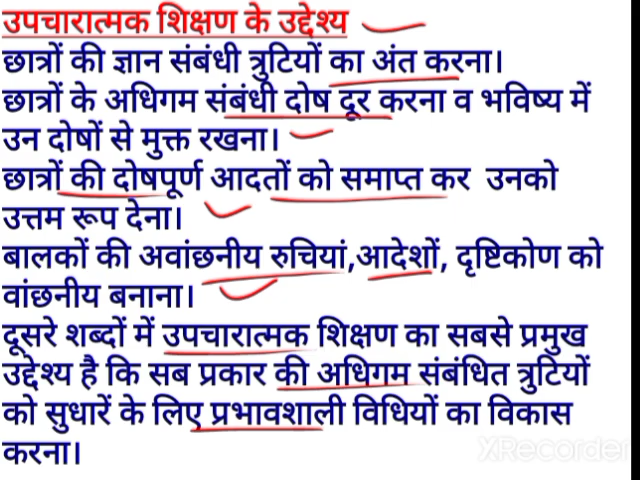 उपचारात्मक शिक्षण के उद्देश्य
छात्रों की ज्ञान संबंधी त्रुटियों का अंत करना।
छात्रों के अधिगम संबंधी दोष दूर करना व भविष्य में
उन दोषों से मुक्त रखना।
छात्रों की दोषपूर्ण आदतों को समाप्त कर उनको
उत्तम रूप देना।
बालकों की अवांछनीय रुचियां,आदेशों, दृष्टिकोण को
वांछनीय बनाना।
दूसरे शब्दों में उपचारात्मक शिक्षण का सबसे प्रमुख
उद्देश्य है कि सब प्रकार की अधिगम संबंधित त्रुटियों
को सुधारें के लिए प्रभावशाली विधियों का विकास
करना।
XRecorder